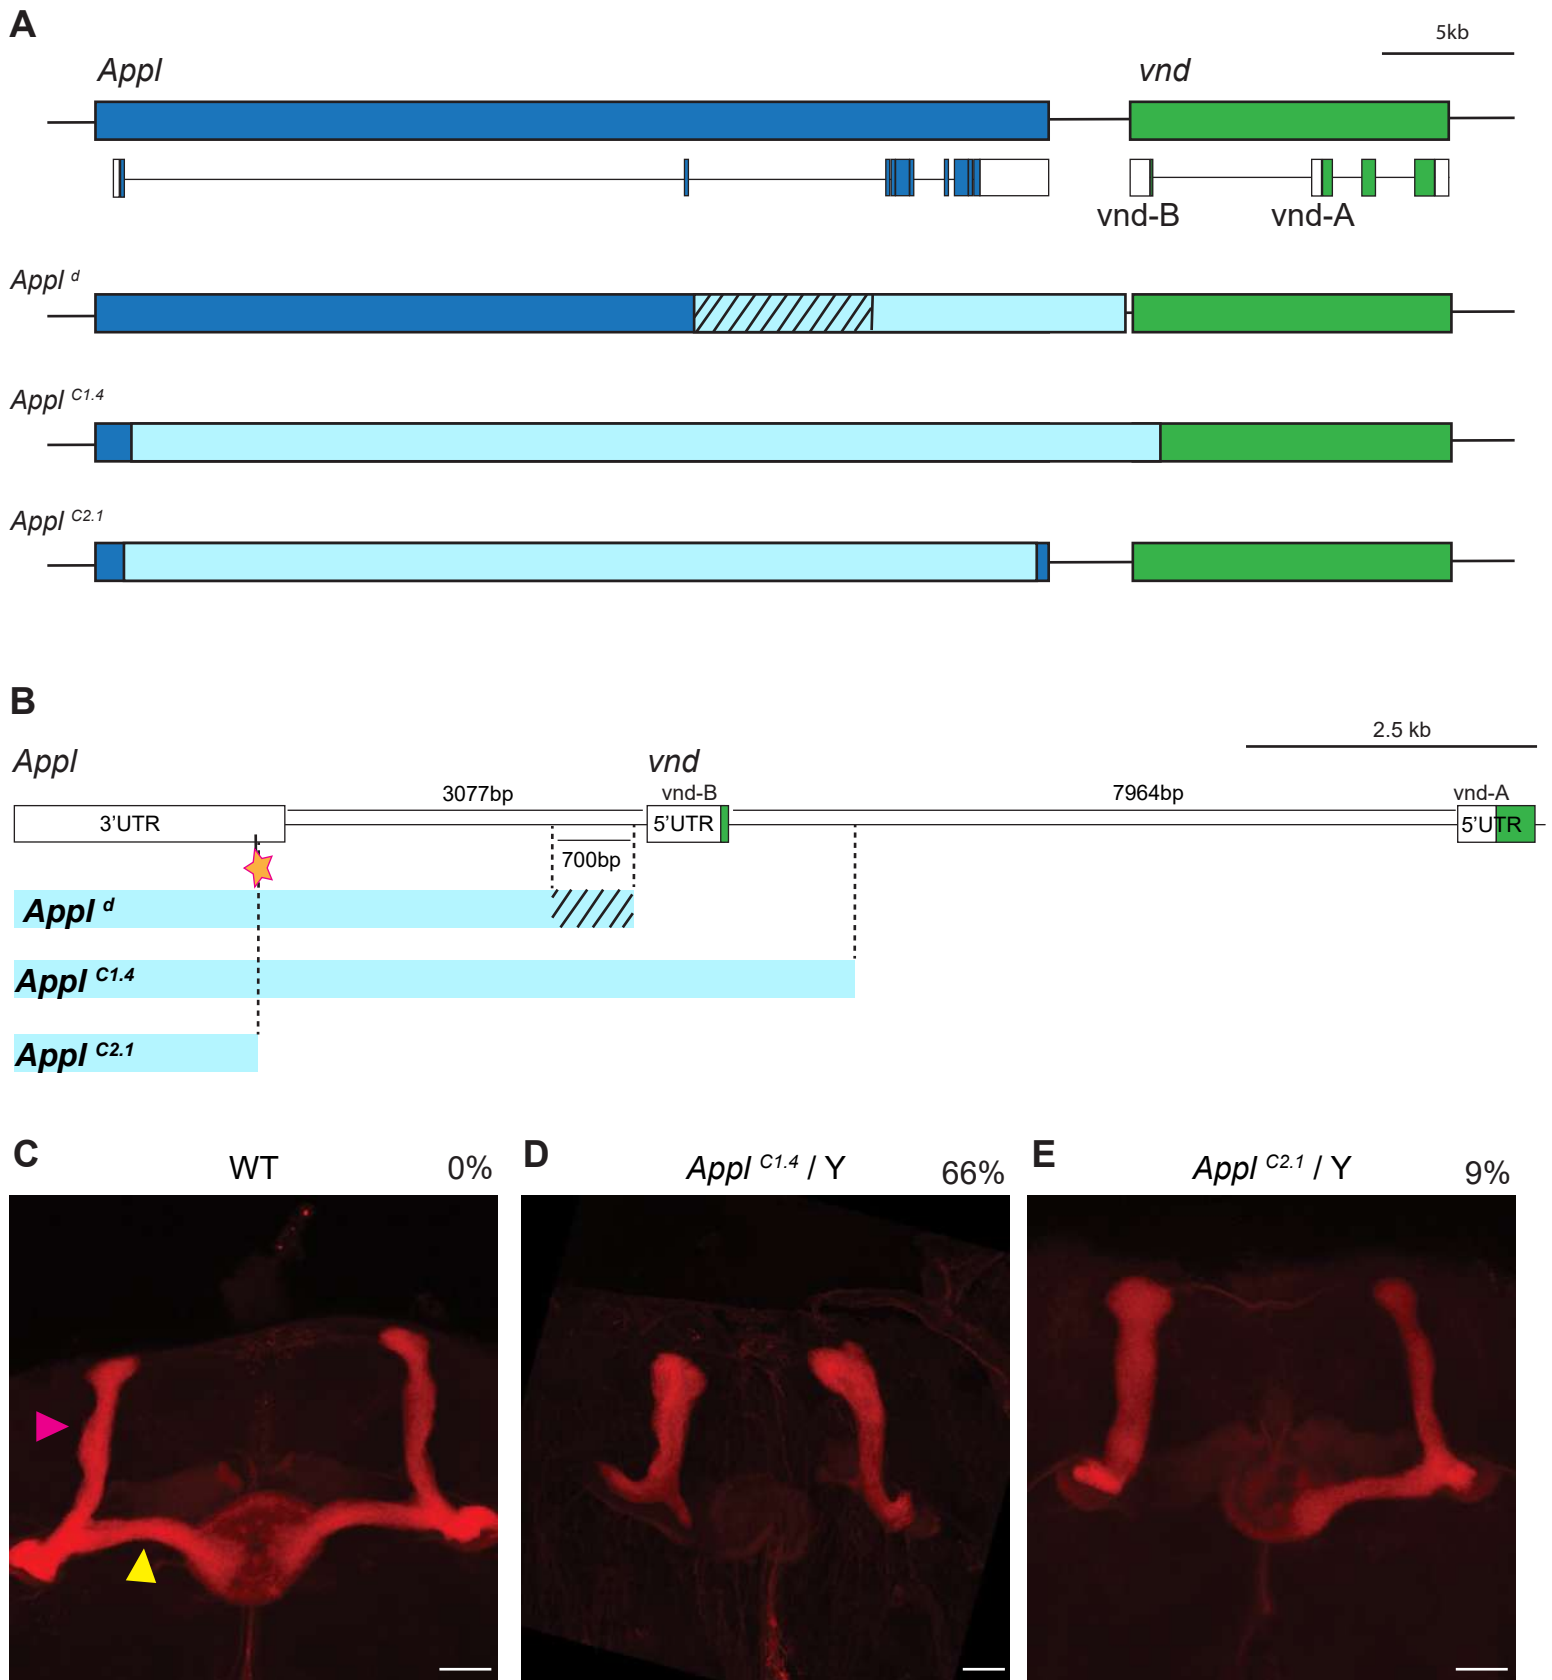 A
5kb
Appl
vnd
vnd-B
vnd-A
Appl d
Appl C1.4
Appl C2.1
B
2.5 kb
Appl
vnd
3077bp
vnd-B
7964bp
vnd-A
3'UTR
5'UTR
5'UTR
700bp
Appl d
Appl C1.4
Appl C2.1
C
WT
0%
D
Appl C1.4 / Y
66%
E
Appl C2.1 / Y
9%